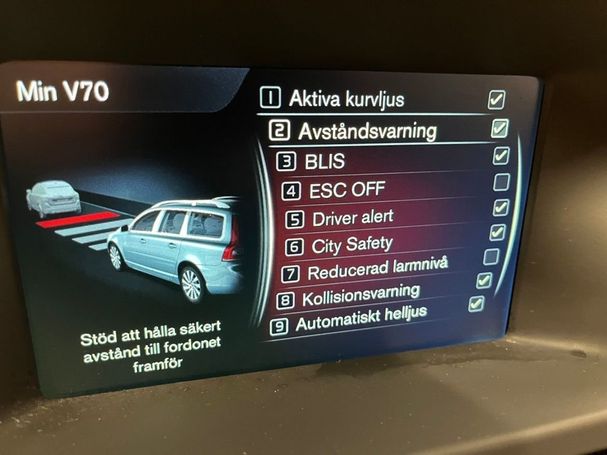 Min V70
1 Aktiva kurvljus
2 Avståndsvarning
3 BLIS
4 ESC OFF
5 Driver alert
6 City Safety
7 Reducerad larmnivå
8 Kollisionsvarning
9 Automatiskt helljus
Stöd att hålla säkert
avstånd till fordonet
framför